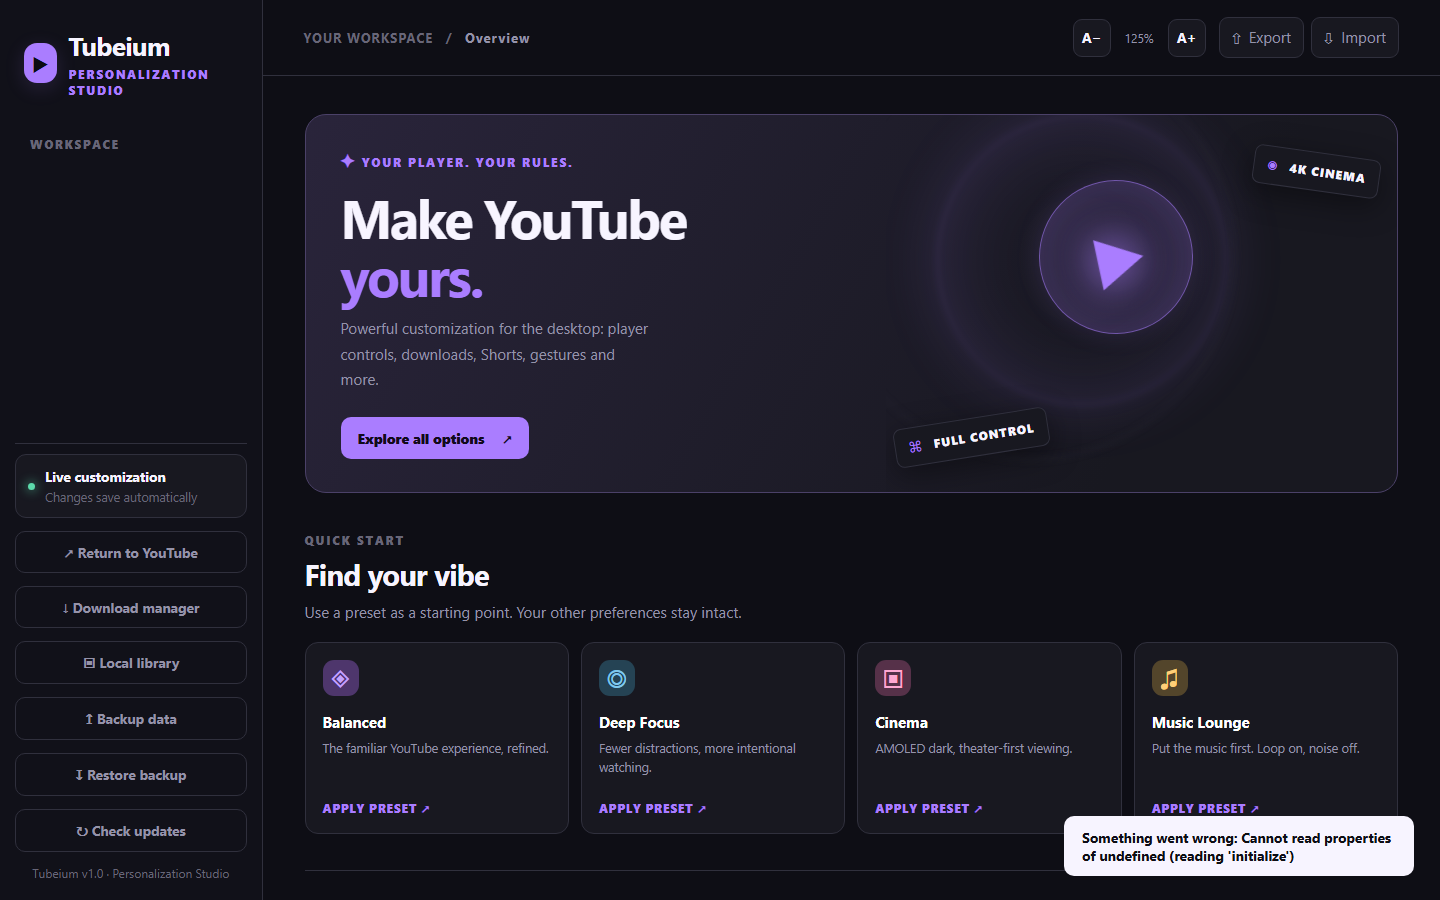 Tubeium
PERSONALIZATION
STUDIO
WORKSPACE
Live customization
Changes save automatically
↗ Return to YouTube
↓ Download manager
▣ Local library
↥ Backup data
↧ Restore backup
↻ Check updates
Tubeium v1.0 · Personalization Studio
YOUR WORKSPACE / Overview
A− 125% A+ ⇧ Export ⇩ Import
✦ YOUR PLAYER. YOUR RULES.
Make YouTube
yours.
Powerful customization for the desktop: player
controls, downloads, Shorts, gestures and
more.
Explore all options ↗
◉ 4K CINEMA
⌘ FULL CONTROL
QUICK START
Find your vibe
Use a preset as a starting point. Your other preferences stay intact.
Balanced
The familiar YouTube experience, refined.
APPLY PRESET ↗
Deep Focus
Fewer distractions, more intentional
watching.
APPLY PRESET ↗
Cinema
AMOLED dark, theater-first viewing.
APPLY PRESET ↗
Music Lounge
Put the music first. Loop on, noise off.
APPLY PRESET ↗
Something went wrong: Cannot read properties
of undefined (reading 'initialize')